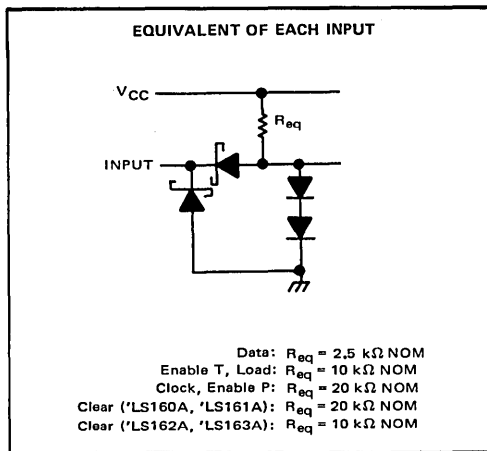 EQUIVALENT OF EACH INPUT
VCC
Req
INPUT
Data: Req = 2.5 kΩ NOM
Enable T, Load: Req = 10 kΩ NOM
Clock, Enable P: Req = 20 kΩ NOM
Clear ('LS160A, 'LS161A): Req = 20 kΩ NOM
Clear ('LS162A, 'LS163A): Req = 10 kΩ NOM